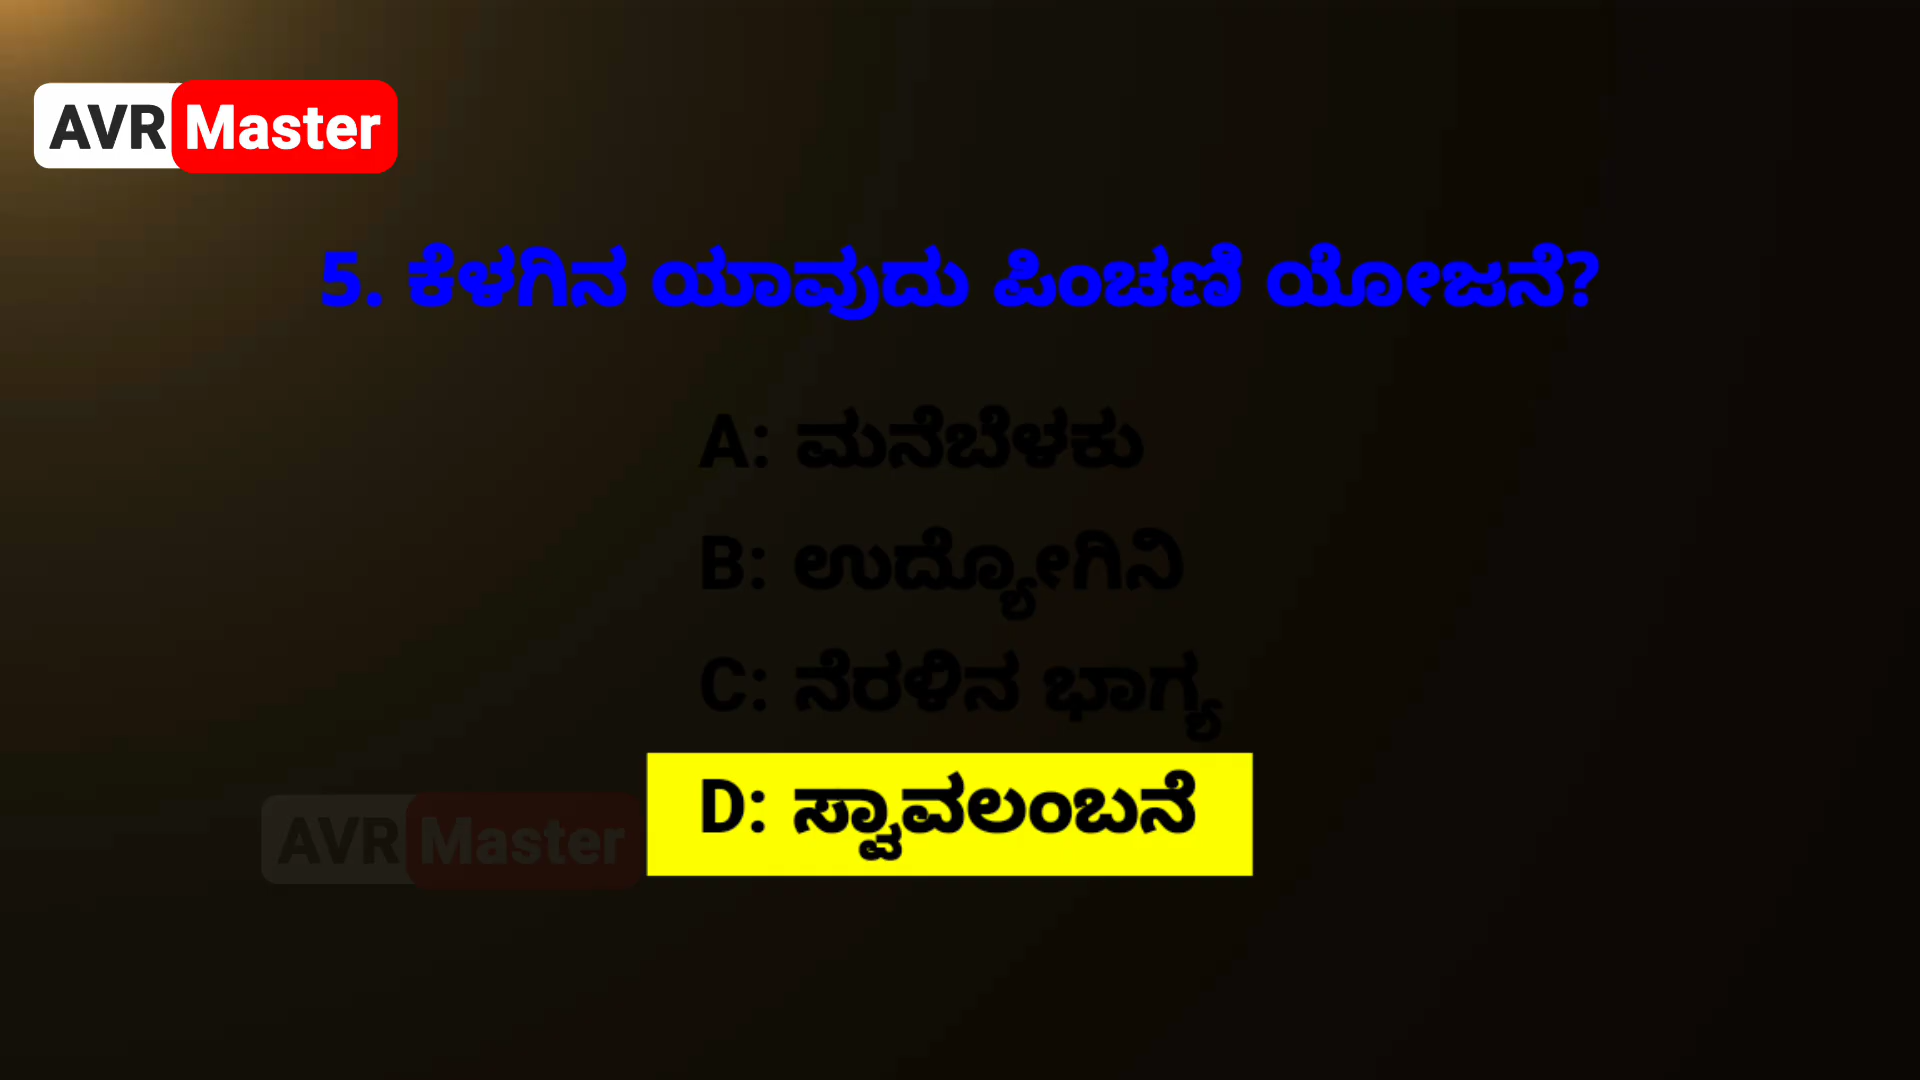 AVR Master
5. ಕೆಳಗಿನ ಯಾವುದು ಪಿಂಚಣಿ ಯೋಜನೆ?
A: ಮನೆಬೆಳಕು
B: ಉದ್ಯೋಗಿನಿ
C: ನೆರಳಿನ ಭಾಗ್ಯ
D: ಸ್ವಾವಲಂಬನೆ
AVR Master